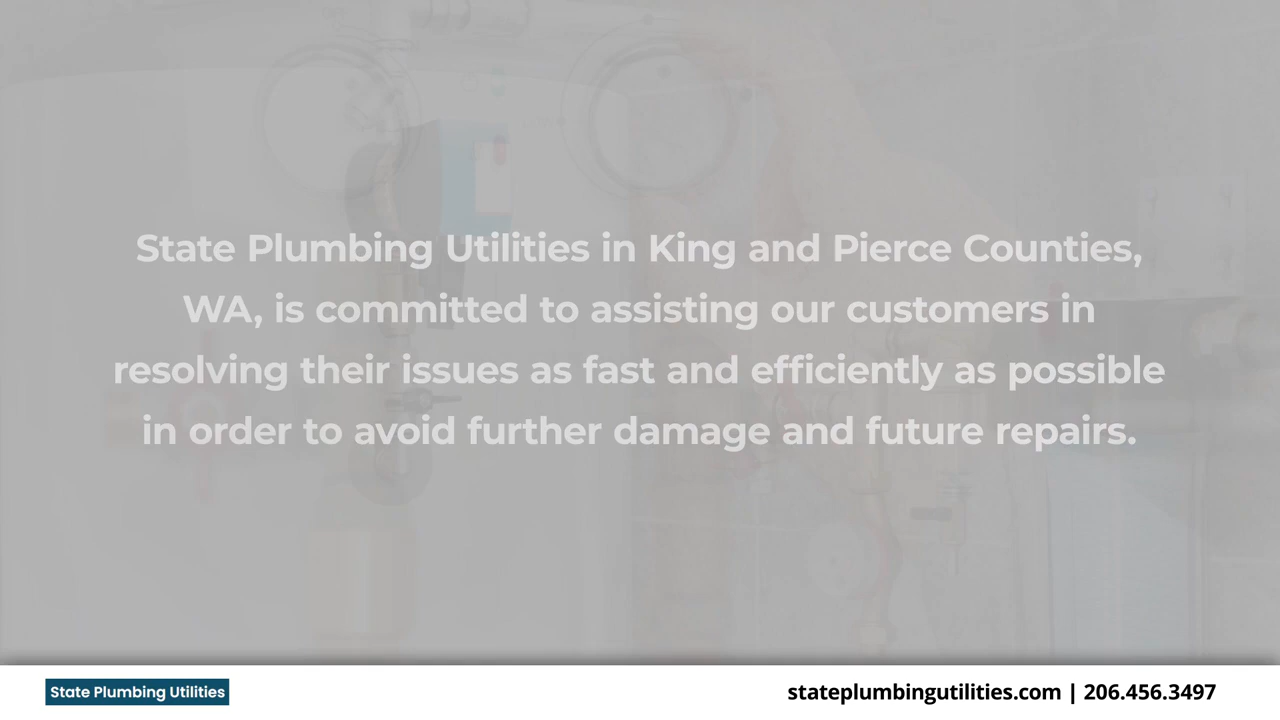 State Plumbing Utilities in King and Pierce Counties,
WA, is committed to assisting our customers in
resolving their issues as fast and efficiently as possible
in order to avoid further damage and future repairs.
State Plumbing Utilities
stateplumbingutilities.com | 206.456.3497